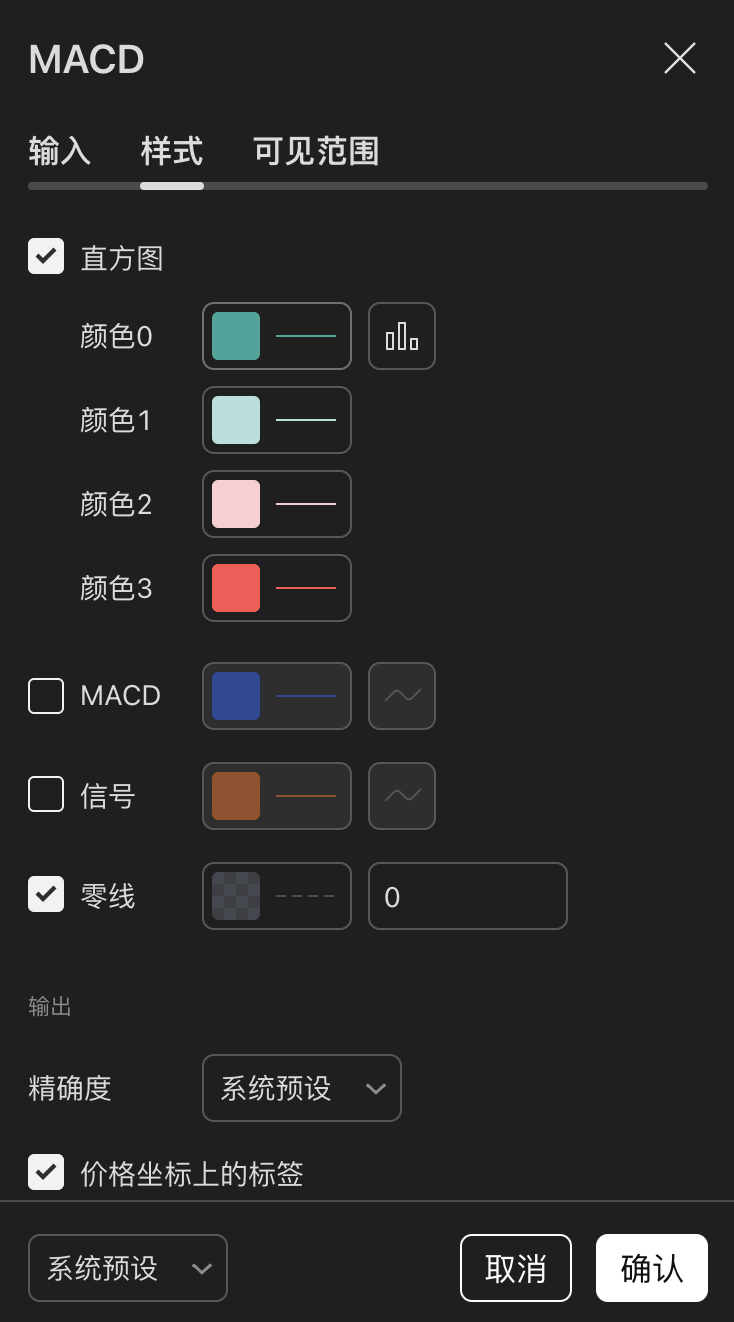 MACD
输入 样式 可见范围
直方图
颜色0
颜色1
颜色2
颜色3
MACD
信号
零线 0
输出
精确度 系统预设
价格坐标上的标签
系统预设 取消 确认